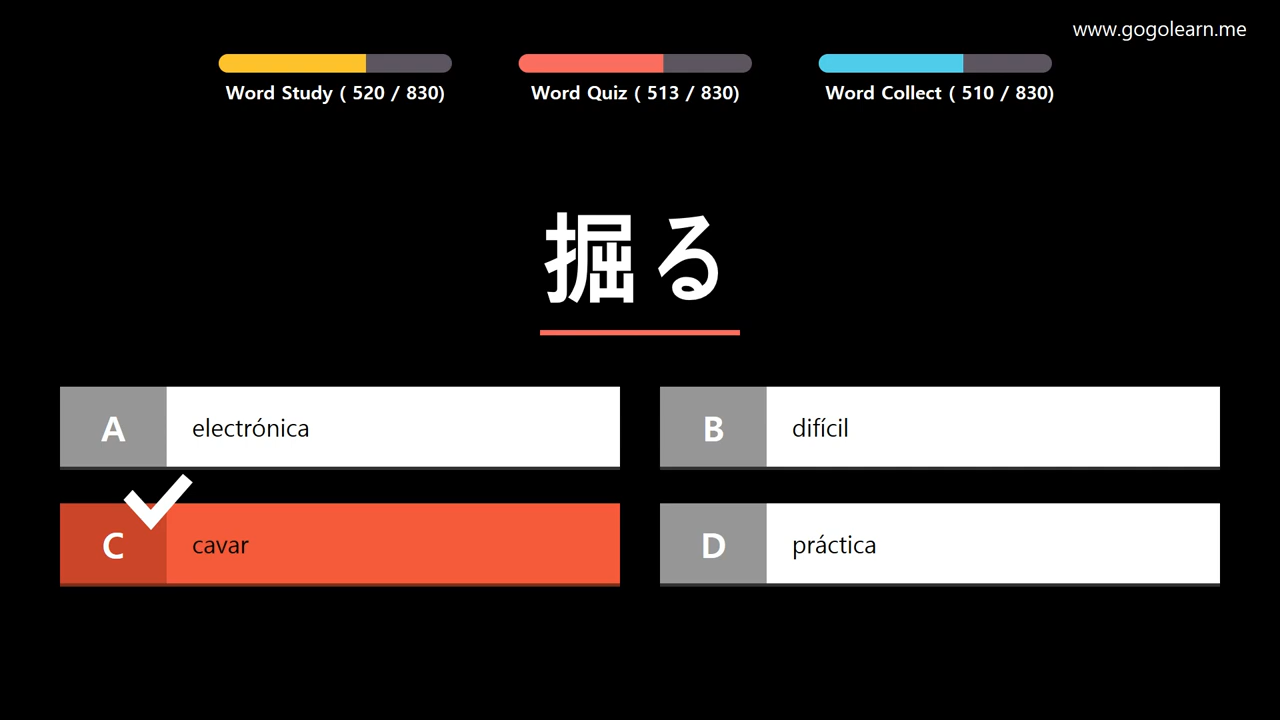 www.gogolearn.me
Word Study ( 520 / 830)
Word Quiz ( 513 / 830)
Word Collect ( 510 / 830)
掘る
A electrónica
B difícil
C cavar
D práctica